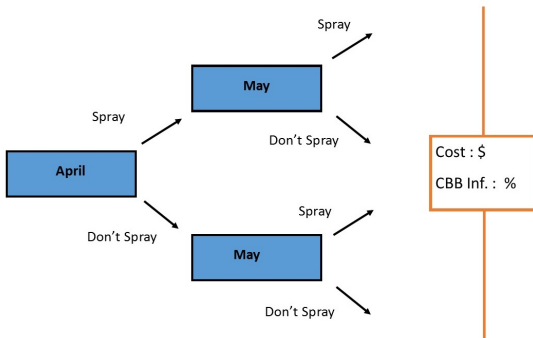 Spray
May
Spray
Don't Spray
Cost : $
April
CBB Inf. : %
Spray
Don't Spray
May
Don't Spray